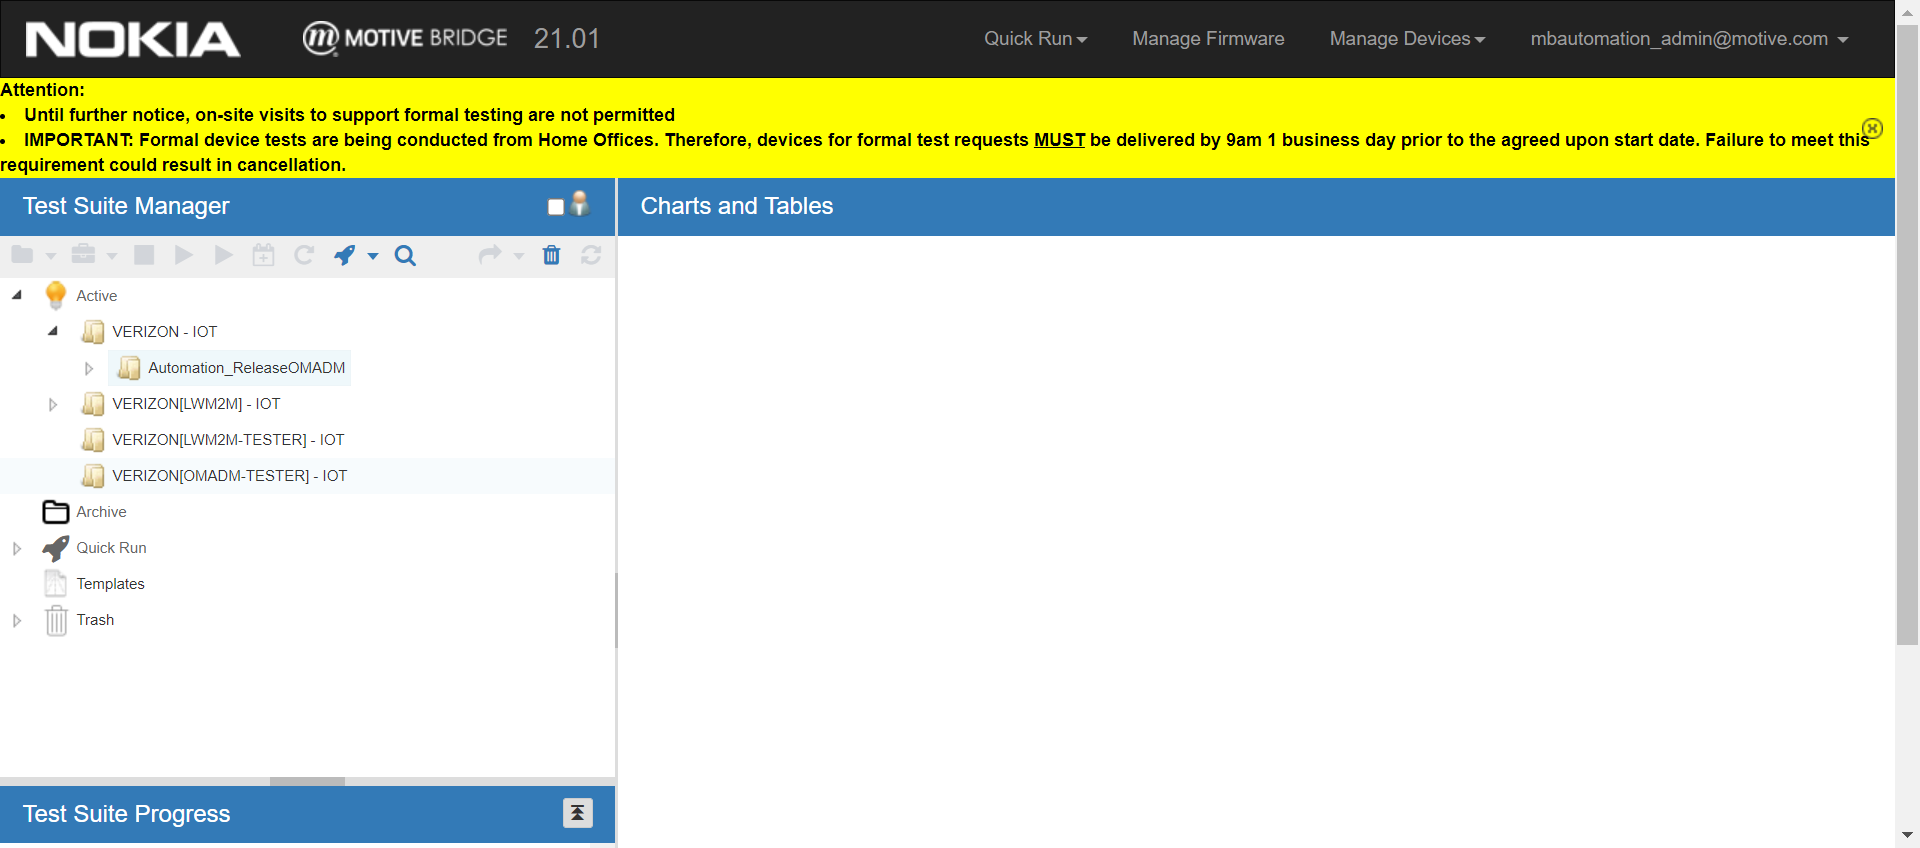 NOKIA
MOTIVE BRIDGE 21.01
Quick Run
Manage Firmware
Manage Devices
mbautomation_admin@motive.com
Attention:
• Until further notice, on-site visits to support formal testing are not permitted
• IMPORTANT: Formal device tests are being conducted from Home Offices. Therefore, devices for formal test requests MUST be delivered by 9am 1 business day prior to the agreed upon start date. Failure to meet this
requirement could result in cancellation.
Test Suite Manager
Charts and Tables
Active
VERIZON - IOT
Automation_ReleaseOMADM
VERIZON[LWM2M] - IOT
VERIZON[LWM2M-TESTER] - IOT
VERIZON[OMADM-TESTER] - IOT
Archive
Quick Run
Templates
Trash
Test Suite Progress